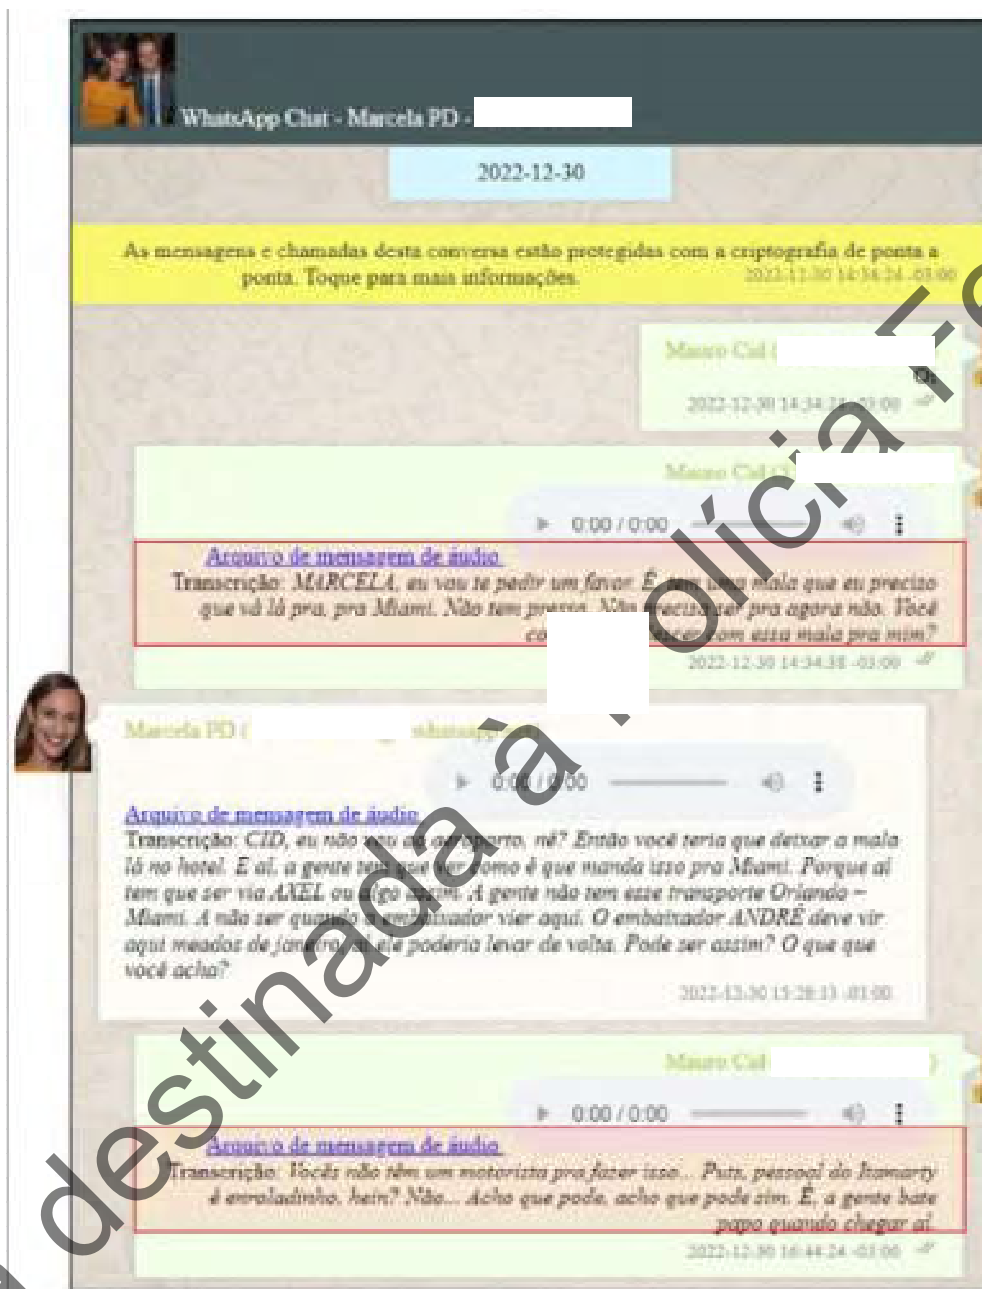 WhatsApp Chat - Marcela PD -
2022-12-30
As mensagens e chamadas desta conversa estão protegidas com a criptografia de ponta a
ponta. Toque para mais informações.
2022-12-30 14:34:24 -03:00
Mauro Cid (
Oi
2022-12-30 14:34:24 -03:00
Mauro Cid (
0:00 / 0:00
Arquivo de mensagem de áudio
Transcrição: MARCELA, eu vou te pedir um favor. É, tem uma mala que eu preciso
que vá lá pra, pra Miami. Não tem pressa. Não precisa ser pra agora não. Você
com essa mala pra mim?
2022-12-30 14:34:38 -03:00
Marcela PD (
0:00 / 0:00
Arquivo de mensagem de áudio
Transcrição: CID, eu não vou ao aeroporto, né? Então você teria que deixar a mala
lá no hotel. E aí, a gente tem que ver como é que manda isso pra Miami. Porque aí
tem que ser via AXEL ou algo assim. A gente não tem esse transporte Orlando –
Miami. A não ser quando o embaixador vier aqui. O embaixador ANDRÉ deve vir
aqui meados de janeiro, aí ele poderia levar de volta. Pode ser assim? O que que
você acha?
2022-12-30 15:28:13 -03:00
Mauro Cid
0:00 / 0:00
Arquivo de mensagem de áudio
Transcrição: Vocês não têm um motorista pra fazer isso... Putz, pessoal do Itamarty
é enroladinho, hein? Não... Acho que pode, acho que pode sim. É, a gente bate
papo quando chegar aí.
2022-12-30 16:44:24 -03:00
destinada à Polícia Fe